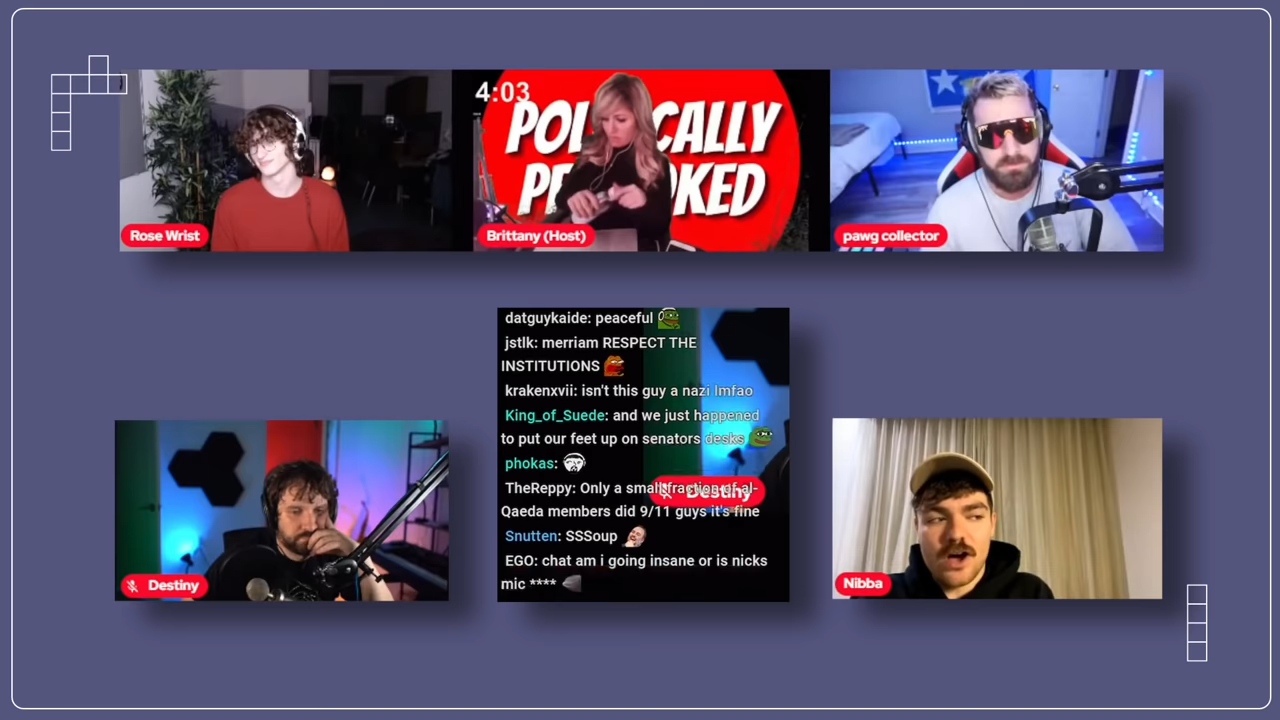 4:03
POLITICALLY
PROVOKED
Rose Wrist
Brittany (Host)
pawg collector
datguykaide: peaceful
jstlk: merriam RESPECT THE
INSTITUTIONS
krakenxvii: isn't this guy a nazi lmfao
King_of_Suede: and we just happened
to put our feet up on senators desks
phokas:
TheReppy: Only a small fraction of al-
Qaeda members did 9/11 guys it's fine
Snutten: SSSoup
EGO: chat am i going insane or is nicks
mic ****
Destiny
Destiny
Nibba